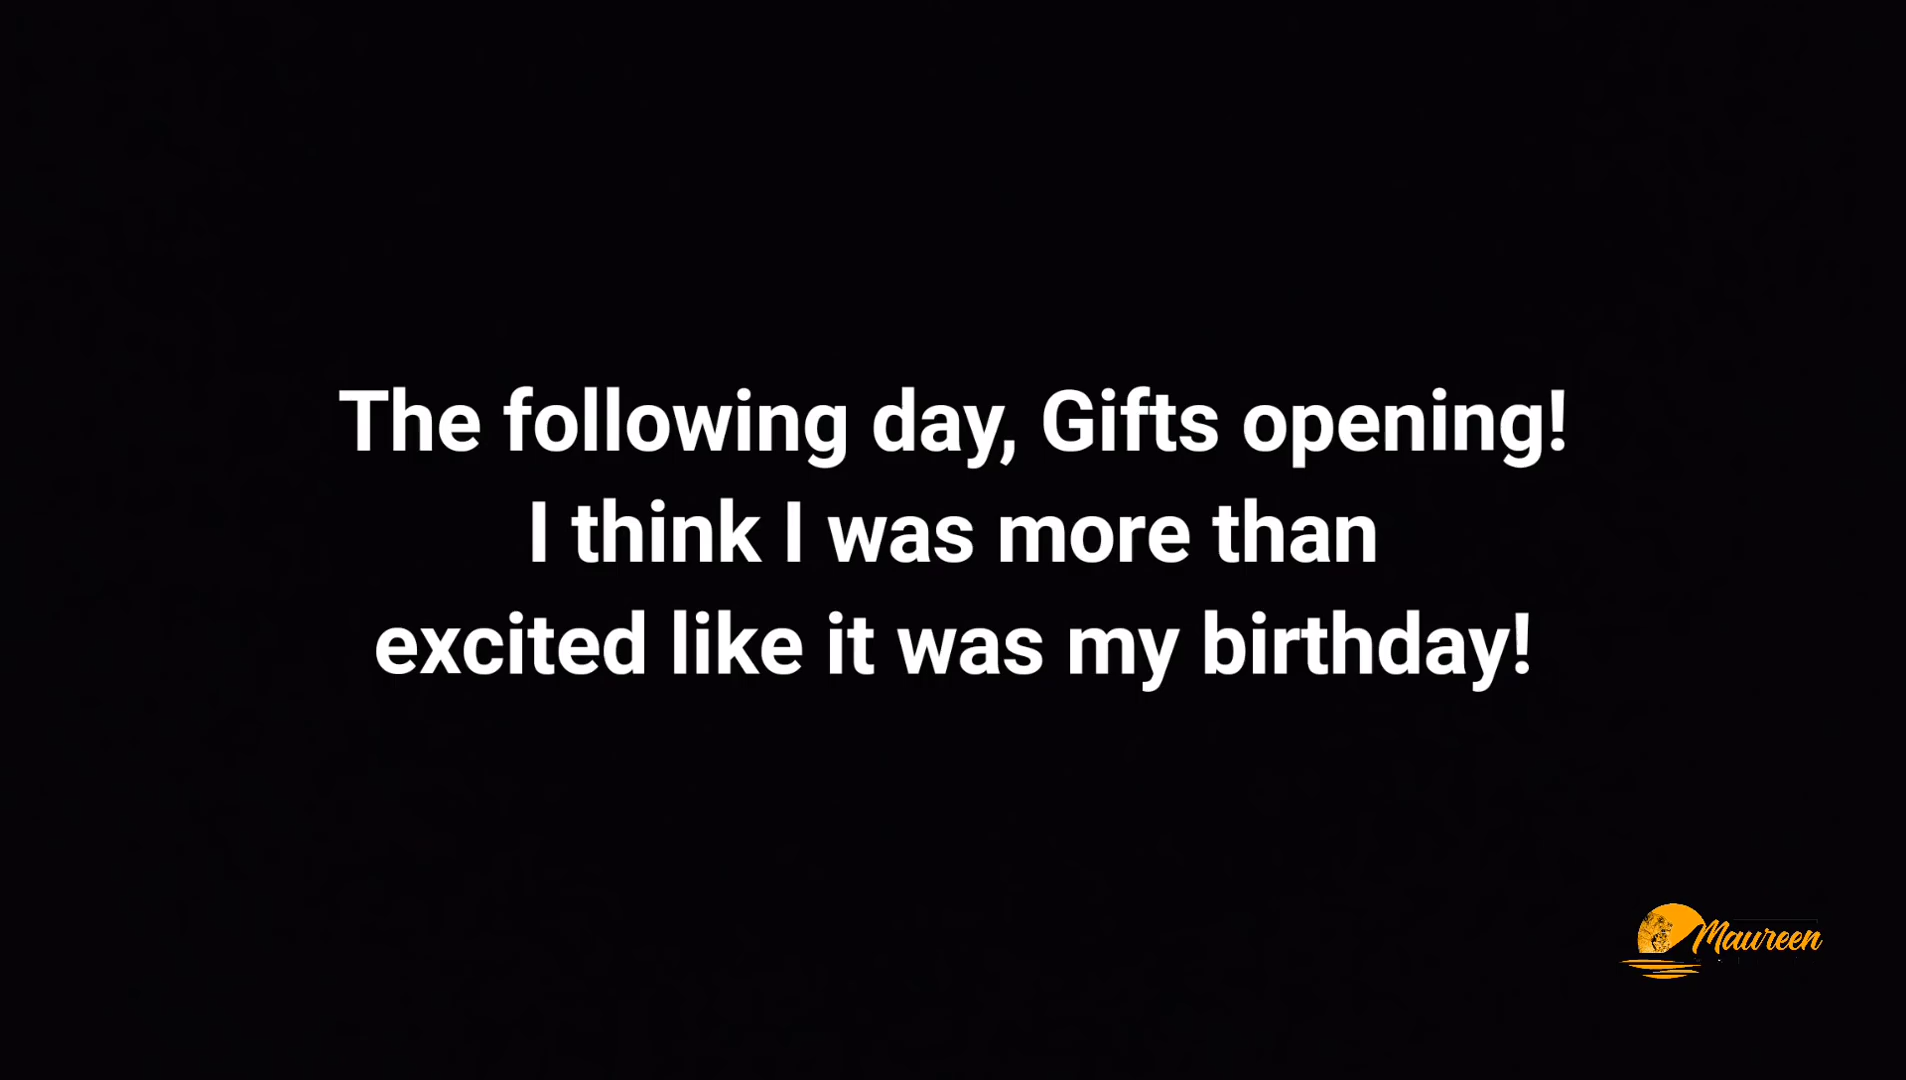 The following day, Gifts opening!
I think I was more than
excited like it was my birthday!
Maureen